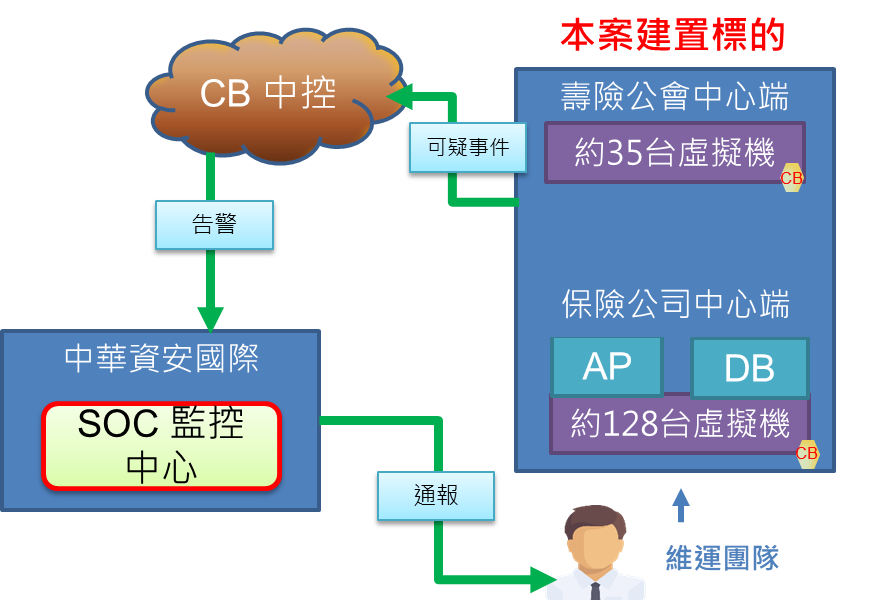 本案建置標的
CB 中控
壽險公會中心端
可疑事件
約35台虛擬機
CB
告警
保險公司中心端
中華資安國際
AP
DB
SOC 監控
中心
約128台虛擬機
CB
通報
維運團隊